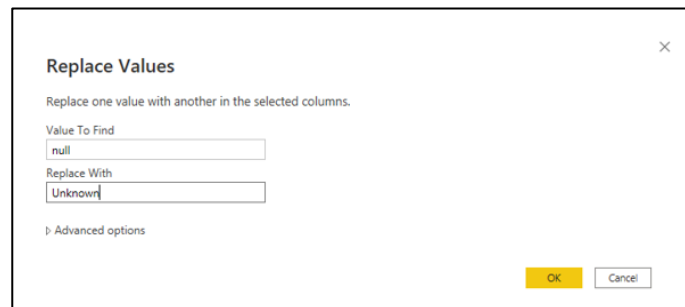 Replace Values
Replace one value with another in the selected columns.
Value To Find
null
Replace With
Unknown
Advanced options
OK Cancel